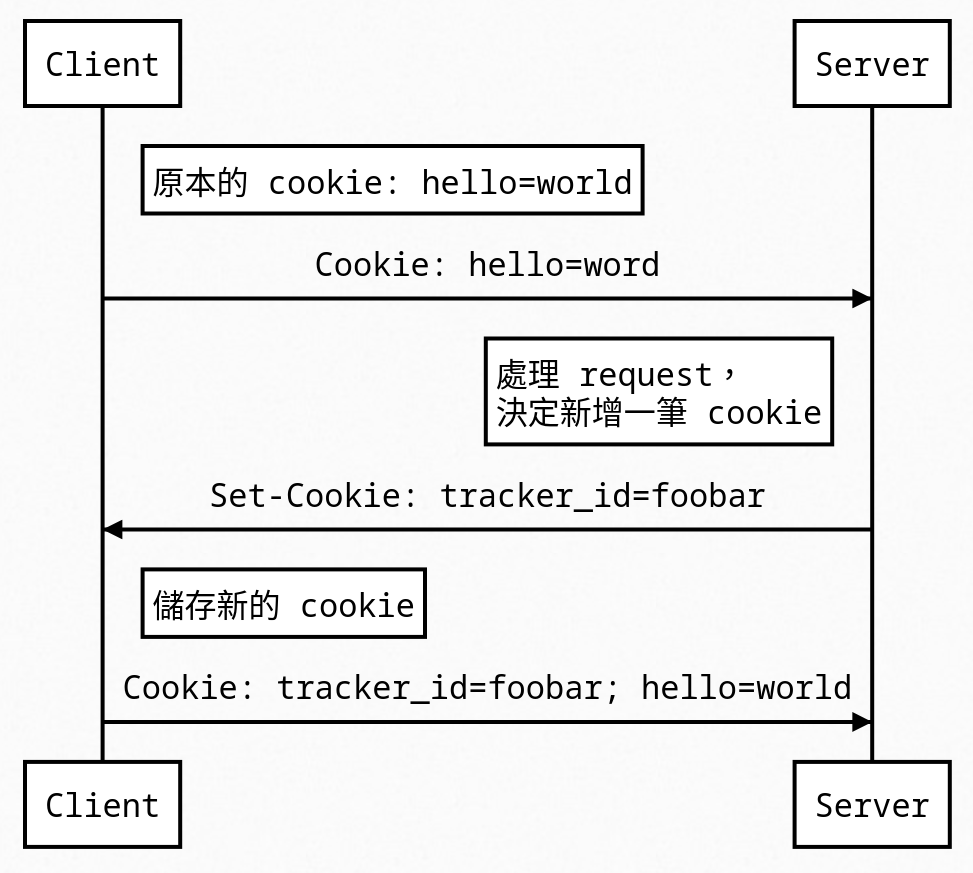 Client
Server
原本的 cookie: hello=world
Cookie: hello=word
處理 request，
決定新增一筆 cookie
Set-Cookie: tracker_id=foobar
儲存新的 cookie
Cookie: tracker_id=foobar; hello=world
Client
Server